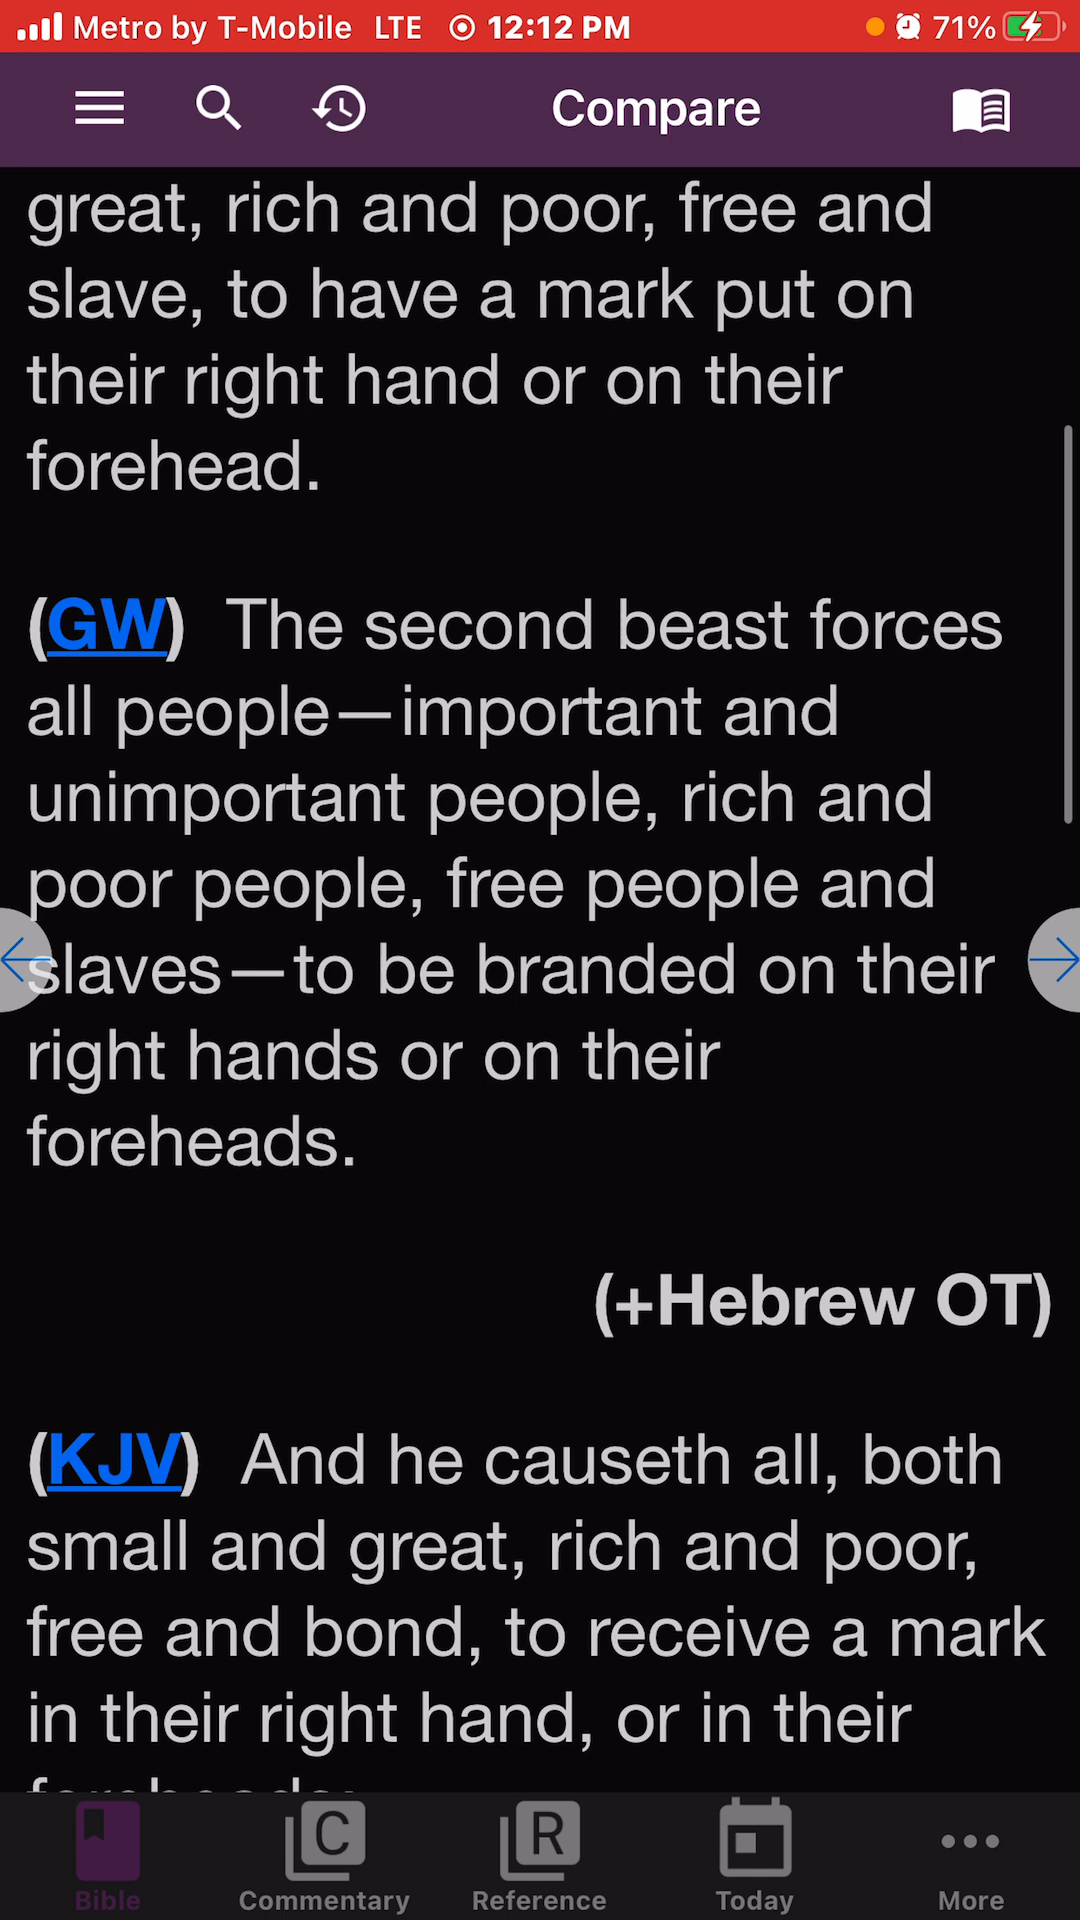 Metro by T-Mobile LTE 12:12 PM 71%
Compare
great, rich and poor, free and
slave, to have a mark put on
their right hand or on their
forehead.
(GW) The second beast forces
all people—important and
unimportant people, rich and
poor people, free people and
slaves—to be branded on their
right hands or on their
foreheads.
(+Hebrew OT)
(KJV) And he causeth all, both
small and great, rich and poor,
free and bond, to receive a mark
in their right hand, or in their
C R
Bible Commentary Reference Today More